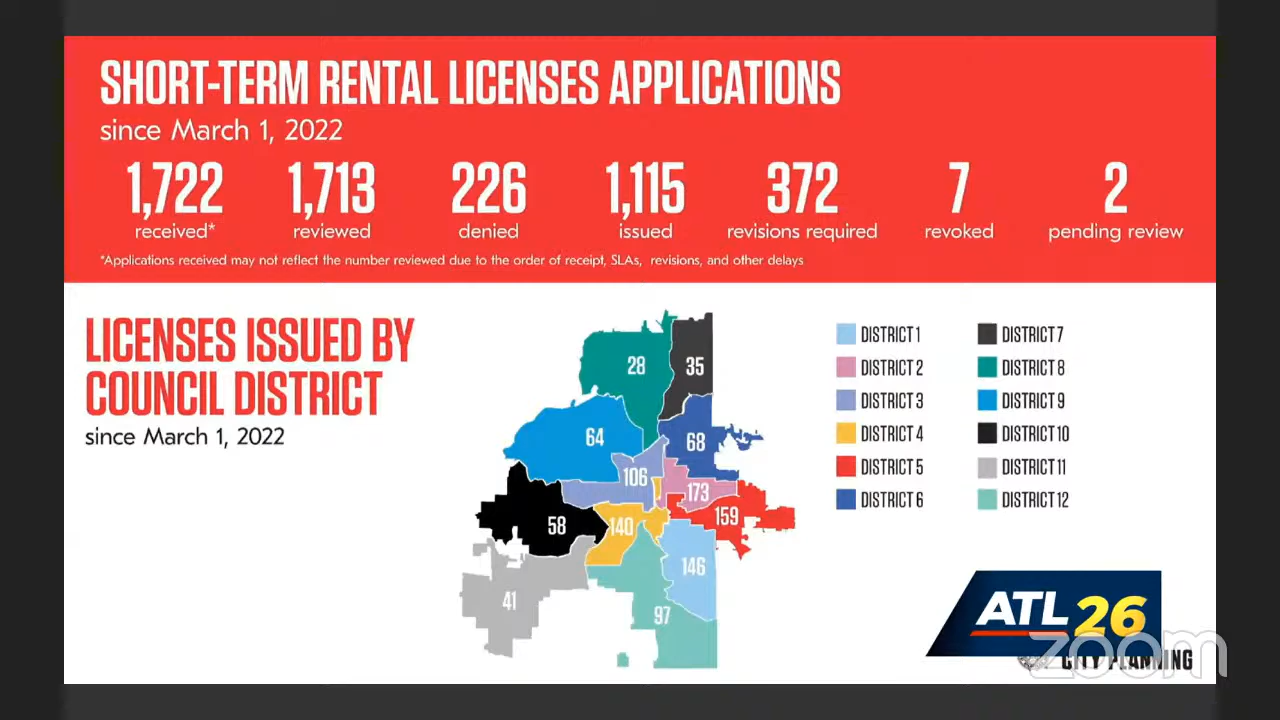 SHORT-TERM RENTAL LICENSES APPLICATIONS
since March 1, 2022
1,722 1,713 226 1,115 372 7 2
received* reviewed denied issued revisions required revoked pending review
*Applications received may not reflect the number reviewed due to the order of receipt, SLAs, revisions, and other delays
LICENSES ISSUED BY
COUNCIL DISTRICT
since March 1, 2022
28
35
64
68
106
173
159
58
140
146
41
97
DISTRICT 1
DISTRICT 2
DISTRICT 3
DISTRICT 4
DISTRICT 5
DISTRICT 6
DISTRICT 7
DISTRICT 8
DISTRICT 9
DISTRICT 10
DISTRICT 11
DISTRICT 12
ATL 26
zoom
CITY PLANNING